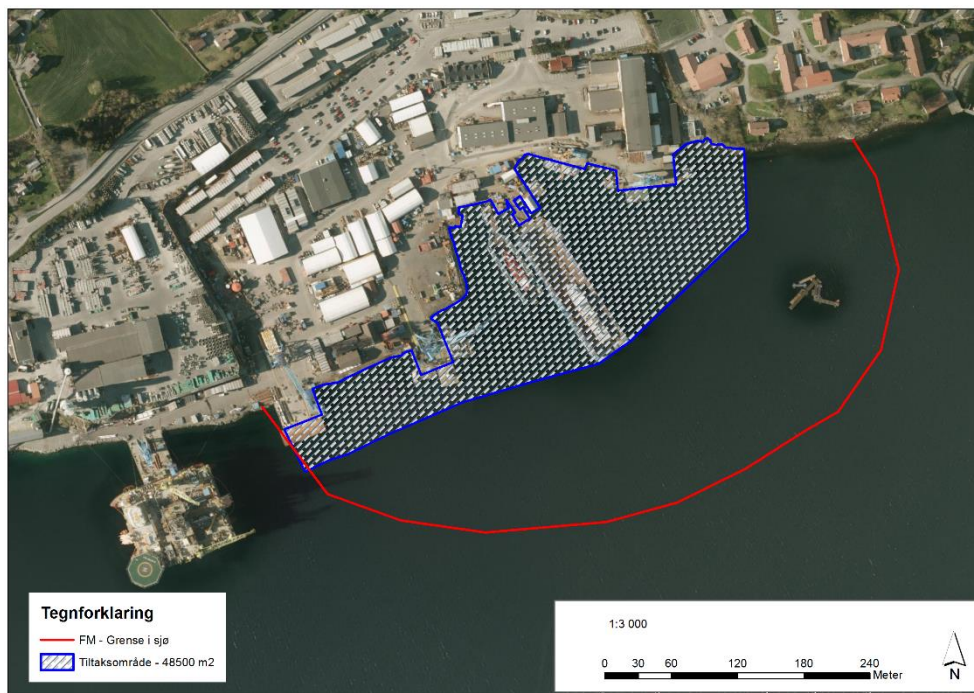 Tegnforklaring
FM - Grense i sjø
Tiltaksområde - 48500 m2
1:3 000
0 30 60 120 180 240
Meter
N